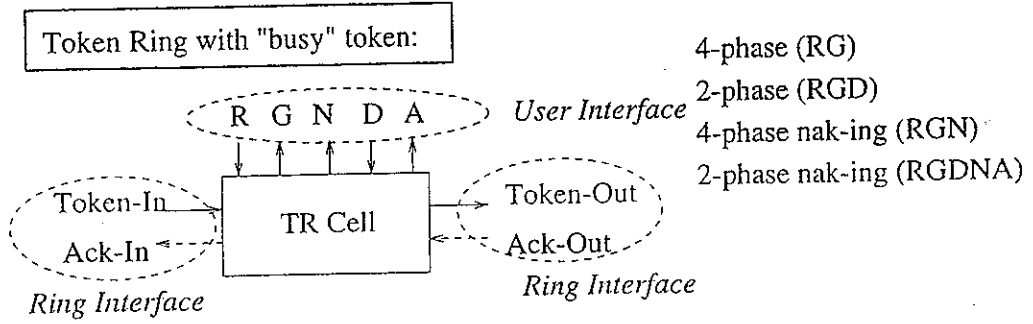 Token Ring with "busy" token:
4-phase (RG)
2-phase (RGD)
4-phase nak-ing (RGN)
2-phase nak-ing (RGDNA)
R G N D A
User Interface
Token-In
Ack-In
TR Cell
Token-Out
Ack-Out
Ring Interface
Ring Interface